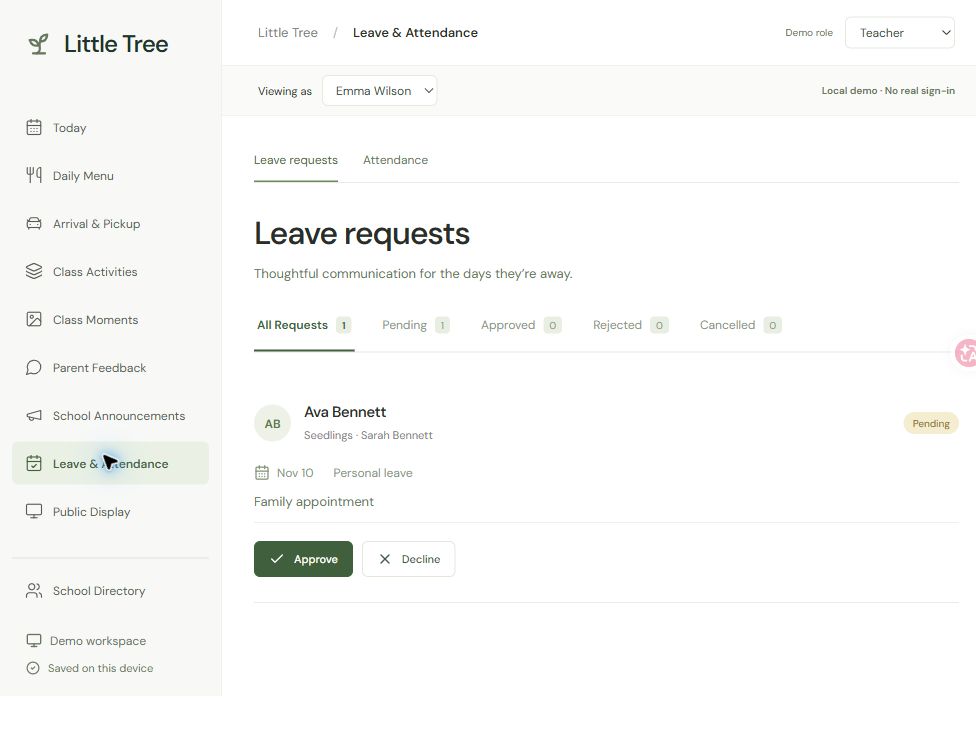 Little Tree
Today
Daily Menu
Arrival & Pickup
Class Activities
Class Moments
Parent Feedback
School Announcements
Leave & Attendance
Public Display
School Directory
Demo workspace
Saved on this device
Little Tree / Leave & Attendance
Demo role Teacher
Viewing as Emma Wilson
Local demo · No real sign-in
Leave requests Attendance
Leave requests
Thoughtful communication for the days they’re away.
All Requests 1 Pending 1 Approved 0 Rejected 0 Cancelled 0
AB
Ava Bennett
Seedlings · Sarah Bennett
Pending
Nov 10 Personal leave
Family appointment
Approve Decline